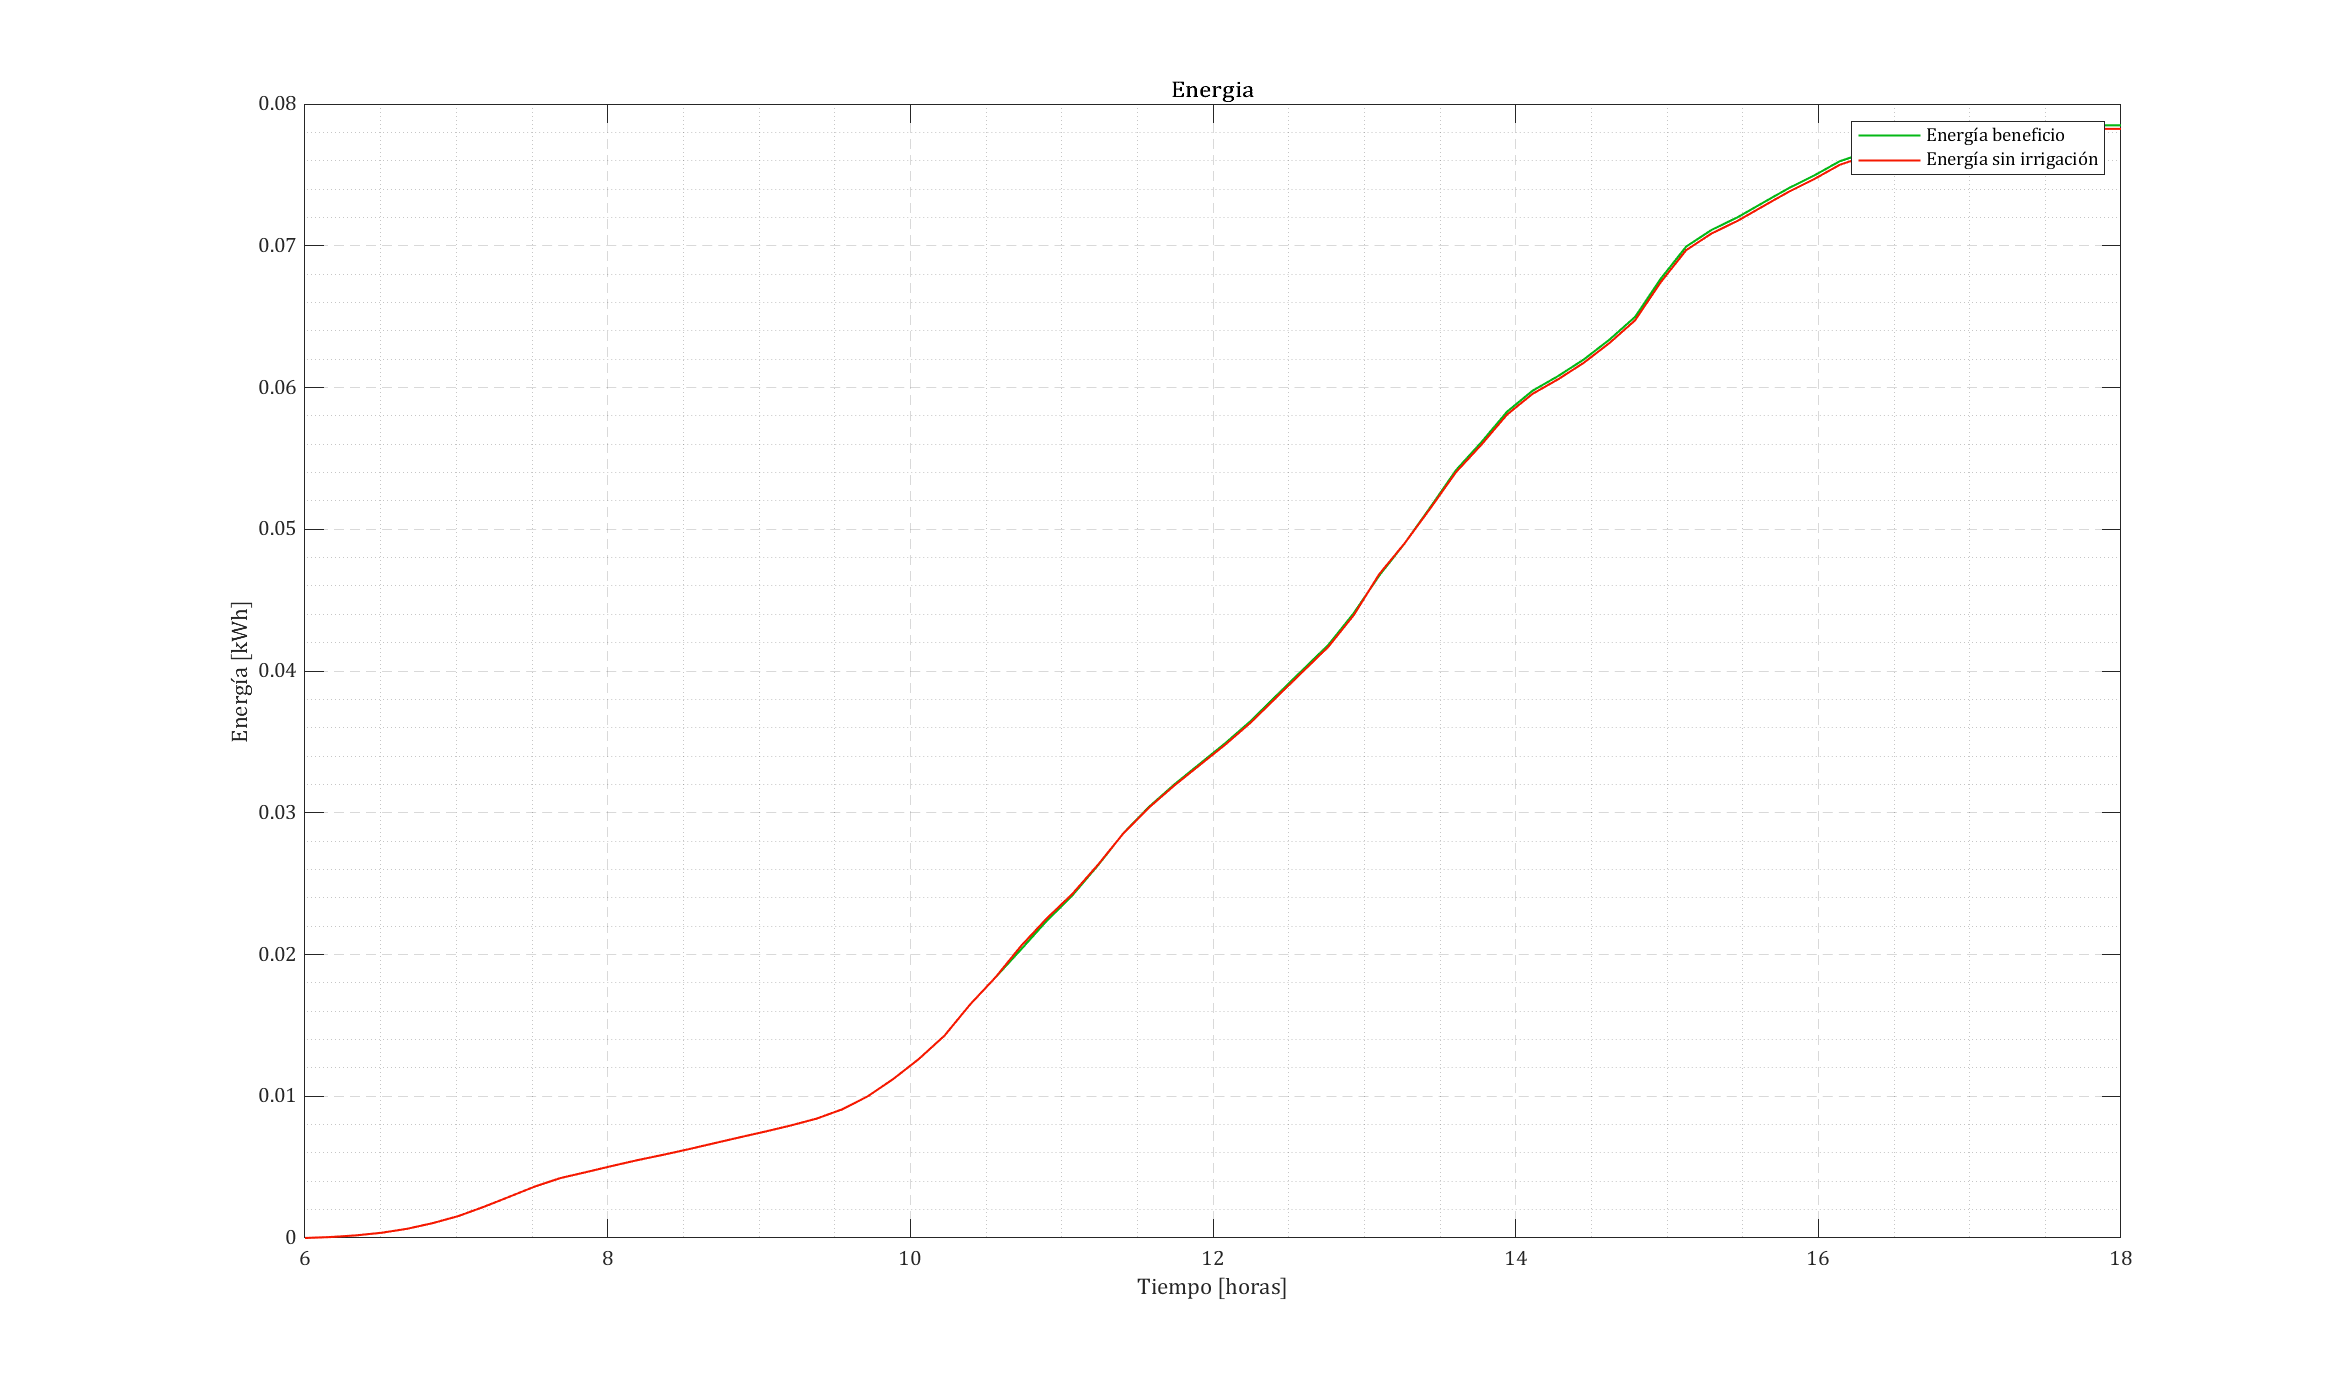 Energia
0.08
0.07
0.06
0.05
0.04
0.03
0.02
0.01
0
Energía [kWh]
Energía beneficio
Energía sin irrigación
6 8 10 12 14 16 18
Tiempo [horas]